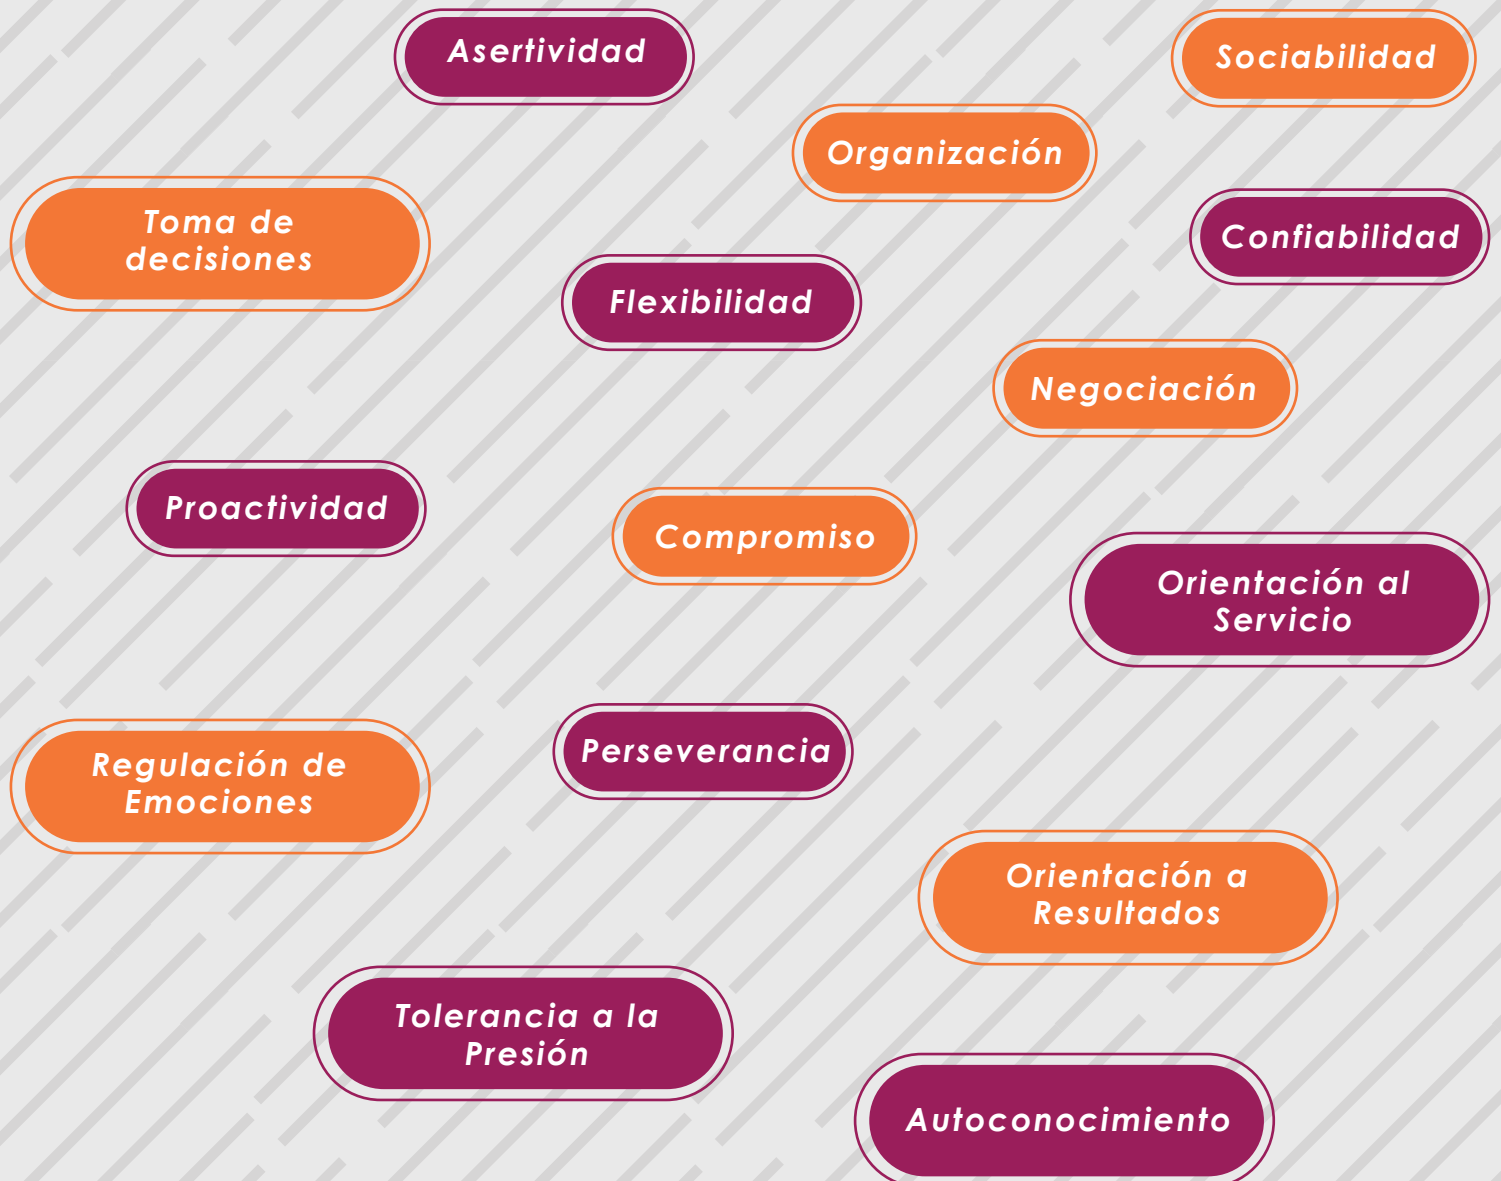 Asertividad
Sociabilidad
Organización
Toma de
decisiones
Confiabilidad
Flexibilidad
Negociación
Proactividad
Compromiso
Orientación al
Servicio
Regulación de
Emociones
Perseverancia
Orientación a
Resultados
Tolerancia a la
Presión
Autoconocimiento